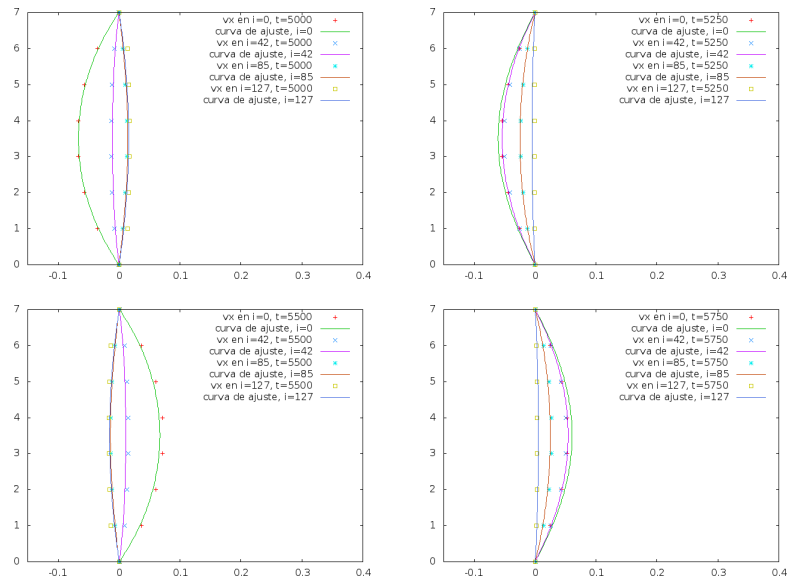 7
6
5
4
3
2
1
0
-0.1
0
0.1
0.2
0.3
0.4
vx en i=0, t=5000
curva de ajuste, i=0
vx en i=42, t=5000
curva de ajuste, i=42
vx en i=85, t=5000
curva de ajuste, i=85
vx en i=127, t=5000
curva de ajuste, i=127
7
6
5
4
3
2
1
0
-0.1
0
0.1
0.2
0.3
0.4
vx en i=0, t=5250
curva de ajuste, i=0
vx en i=42, t=5250
curva de ajuste, i=42
vx en i=85, t=5250
curva de ajuste, i=85
vx en i=127, t=5250
curva de ajuste, i=127
7
6
5
4
3
2
1
0
-0.1
0
0.1
0.2
0.3
0.4
vx en i=0, t=5500
curva de ajuste, i=0
vx en i=42, t=5500
curva de ajuste, i=42
vx en i=85, t=5500
curva de ajuste, i=85
vx en i=127, t=5500
curva de ajuste, i=127
7
6
5
4
3
2
1
0
-0.1
0
0.1
0.2
0.3
0.4
vx en i=0, t=5750
curva de ajuste, i=0
vx en i=42, t=5750
curva de ajuste, i=42
vx en i=85, t=5750
curva de ajuste, i=85
vx en i=127, t=5750
curva de ajuste, i=127